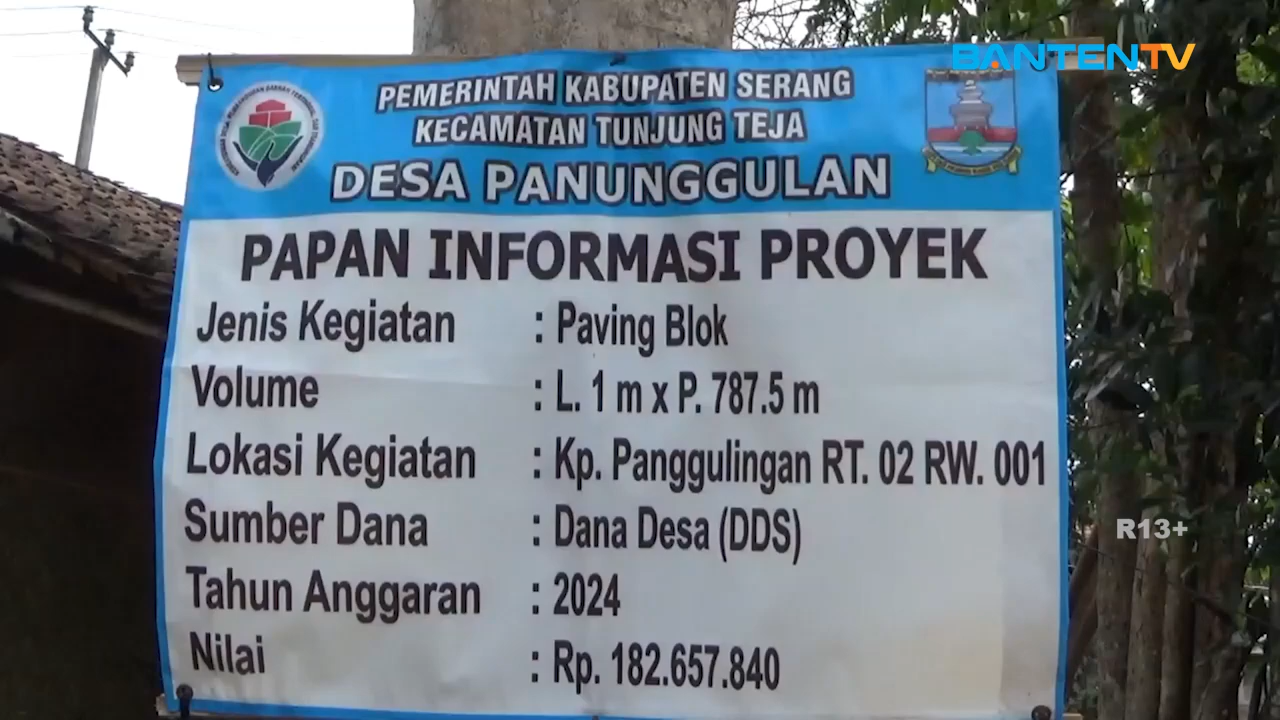 BANTENTV
PEMERINTAH KABUPATEN SERANG
KECAMATAN TUNJUNG TEJA
DESA PANUNGGULAN
PAPAN INFORMASI PROYEK
Jenis Kegiatan : Paving Blok
Volume : L. 1 m x P. 787.5 m
Lokasi Kegiatan : Kp. Panggulingan RT. 02 RW. 001
Sumber Dana : Dana Desa (DDS)
Tahun Anggaran : 2024
Nilai : Rp. 182.657.840
R13+